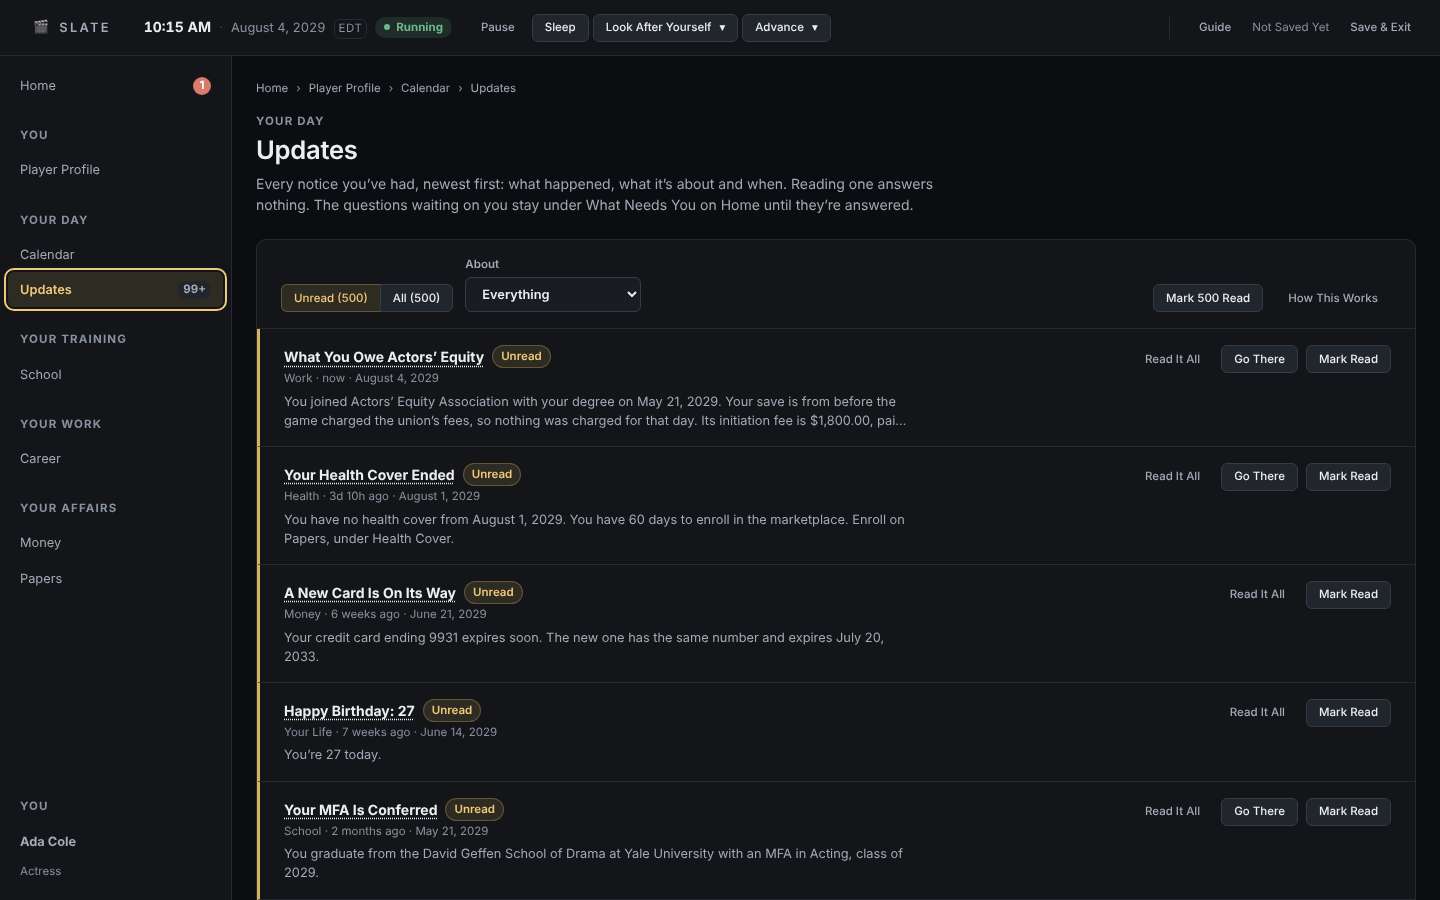 SLATE
10:15 AM · August 4, 2029 EDT Running Pause Sleep Look After Yourself Advance Guide Not Saved Yet Save & Exit
Home 1
YOU
Player Profile
YOUR DAY
Calendar
Updates 99+
YOUR TRAINING
School
YOUR WORK
Career
YOUR AFFAIRS
Money
Papers
YOU
Ada Cole
Actress
Home › Player Profile › Calendar › Updates
YOUR DAY
Updates
Every notice you’ve had, newest first: what happened, what it’s about and when. Reading one answers
nothing. The questions waiting on you stay under What Needs You on Home until they’re answered.
About
Unread (500) All (500) Everything Mark 500 Read How This Works
What You Owe Actors’ Equity Unread Read It All Go There Mark Read
Work · now · August 4, 2029
You joined Actors’ Equity Association with your degree on May 21, 2029. Your save is from before the
game charged the union’s fees, so nothing was charged for that day. Its initiation fee is $1,800.00, pai…
Your Health Cover Ended Unread Read It All Go There Mark Read
Health · 3d 10h ago · August 1, 2029
You have no health cover from August 1, 2029. You have 60 days to enroll in the marketplace. Enroll on
Papers, under Health Cover.
A New Card Is On Its Way Unread Read It All Mark Read
Money · 6 weeks ago · June 21, 2029
Your credit card ending 9931 expires soon. The new one has the same number and expires July 20,
2033.
Happy Birthday: 27 Unread Read It All Mark Read
Your Life · 7 weeks ago · June 14, 2029
You’re 27 today.
Your MFA Is Conferred Unread Read It All Go There Mark Read
School · 2 months ago · May 21, 2029
You graduate from the David Geffen School of Drama at Yale University with an MFA in Acting, class of
2029.